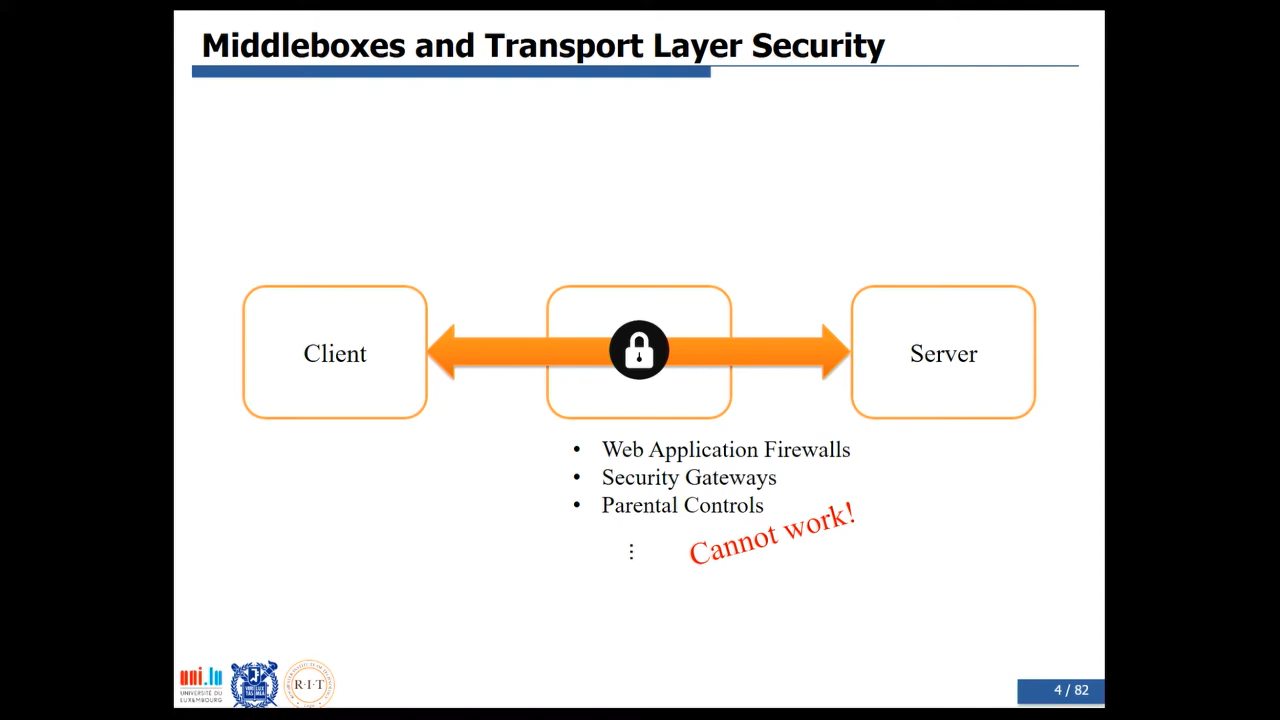 Middleboxes and Transport Layer Security
Client
Server
• Web Application Firewalls
• Security Gateways
• Parental Controls
⋮
Cannot work!
uni.lu
UNIVERSITÉ DU
LUXEMBOURG
R·I·T
4 / 82